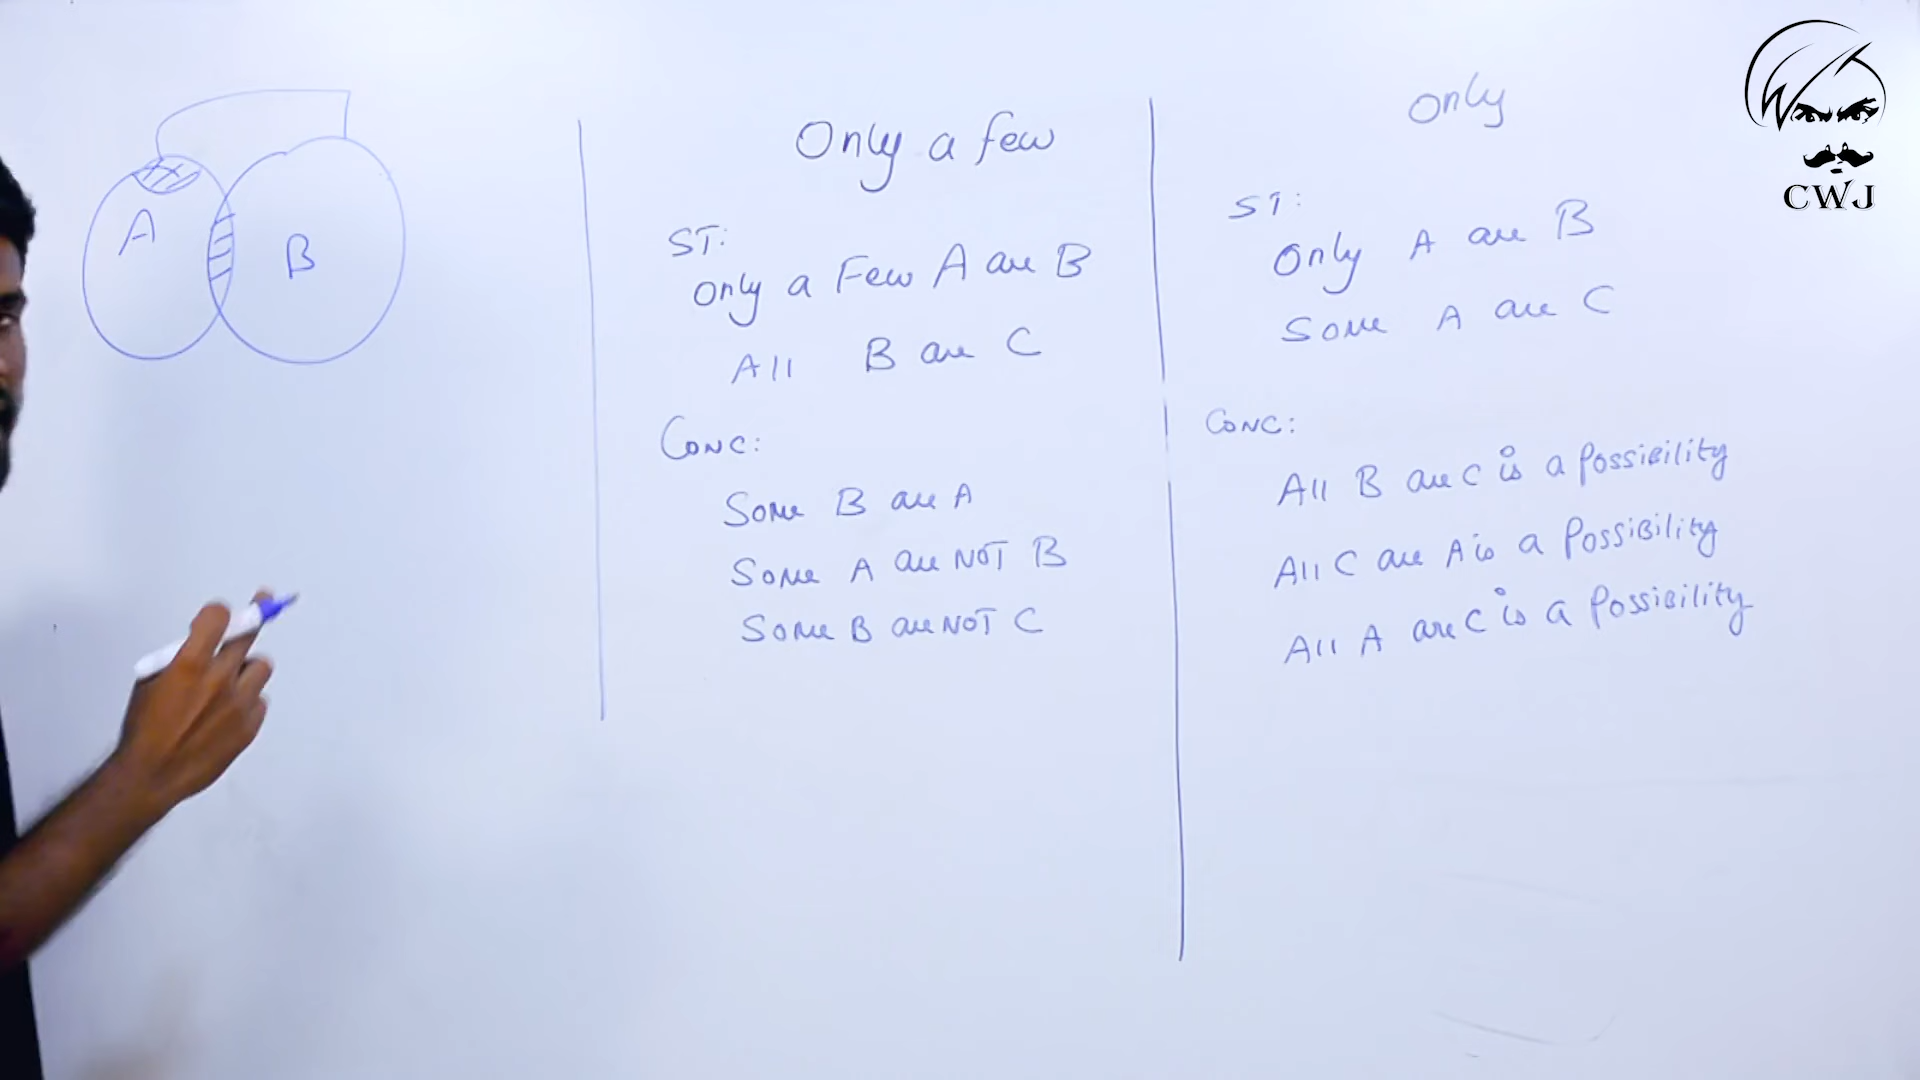 A
B
Only a few
ST:
Only a Few A are B
All B are C
CONC:
Some B are A
Some A are NOT B
Some B are NOT C
Only
ST:
Only A are B
Some A are C
CONC:
All B are C is a Possibility
All C are A is a Possibility
All A are C is a Possibility
CWJ